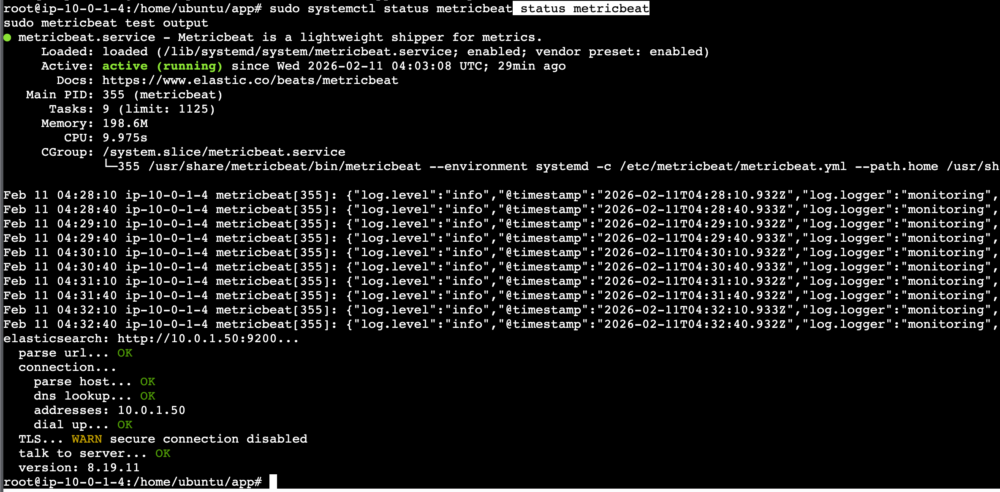 root@ip-10-0-1-4:/home/ubuntu/app# sudo systemctl status metricbeat status metricbeat
sudo metricbeat test output
● metricbeat.service - Metricbeat is a lightweight shipper for metrics.
     Loaded: loaded (/lib/systemd/system/metricbeat.service; enabled; vendor preset: enabled)
     Active: active (running) since Wed 2026-02-11 04:03:08 UTC; 29min ago
       Docs: https://www.elastic.co/beats/metricbeat
   Main PID: 355 (metricbeat)
      Tasks: 9 (limit: 1125)
     Memory: 198.6M
        CPU: 9.975s
     CGroup: /system.slice/metricbeat.service
             └─355 /usr/share/metricbeat/bin/metricbeat --environment systemd -c /etc/metricbeat/metricbeat.yml --path.home /usr/sh
Feb 11 04:28:10 ip-10-0-1-4 metricbeat[355]: {"log.level":"info","@timestamp":"2026-02-11T04:28:10.932Z","log.logger":"monitoring",
Feb 11 04:28:40 ip-10-0-1-4 metricbeat[355]: {"log.level":"info","@timestamp":"2026-02-11T04:28:40.933Z","log.logger":"monitoring",
Feb 11 04:29:10 ip-10-0-1-4 metricbeat[355]: {"log.level":"info","@timestamp":"2026-02-11T04:29:10.932Z","log.logger":"monitoring",
Feb 11 04:29:40 ip-10-0-1-4 metricbeat[355]: {"log.level":"info","@timestamp":"2026-02-11T04:29:40.933Z","log.logger":"monitoring",
Feb 11 04:30:10 ip-10-0-1-4 metricbeat[355]: {"log.level":"info","@timestamp":"2026-02-11T04:30:10.932Z","log.logger":"monitoring",
Feb 11 04:30:40 ip-10-0-1-4 metricbeat[355]: {"log.level":"info","@timestamp":"2026-02-11T04:30:40.933Z","log.logger":"monitoring",
Feb 11 04:31:10 ip-10-0-1-4 metricbeat[355]: {"log.level":"info","@timestamp":"2026-02-11T04:31:10.932Z","log.logger":"monitoring",
Feb 11 04:31:40 ip-10-0-1-4 metricbeat[355]: {"log.level":"info","@timestamp":"2026-02-11T04:31:40.932Z","log.logger":"monitoring",
Feb 11 04:32:10 ip-10-0-1-4 metricbeat[355]: {"log.level":"info","@timestamp":"2026-02-11T04:32:10.933Z","log.logger":"monitoring",
Feb 11 04:32:40 ip-10-0-1-4 metricbeat[355]: {"log.level":"info","@timestamp":"2026-02-11T04:32:40.932Z","log.logger":"monitoring",
elasticsearch: http://10.0.1.50:9200...
  parse url... OK
  connection...
    parse host... OK
    dns lookup... OK
    addresses: 10.0.1.50
    dial up... OK
  TLS... WARN secure connection disabled
  talk to server... OK
  version: 8.19.11
root@ip-10-0-1-4:/home/ubuntu/app#